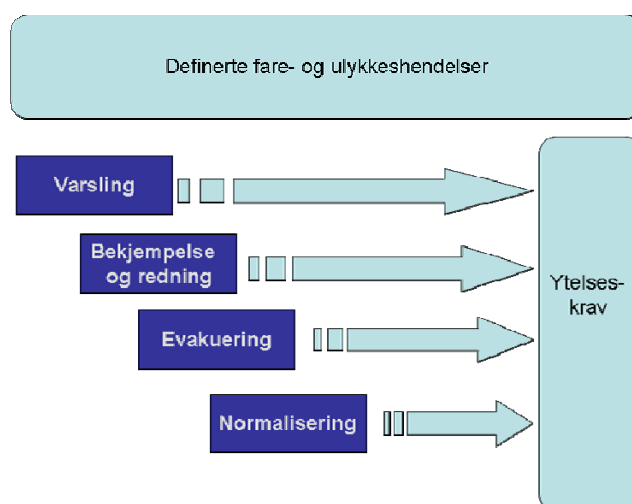 Definerte fare- og ulykkeshendelser
Varsling
Bekjempelse
og redning
Evakuering
Normalisering
Ytelses-
krav